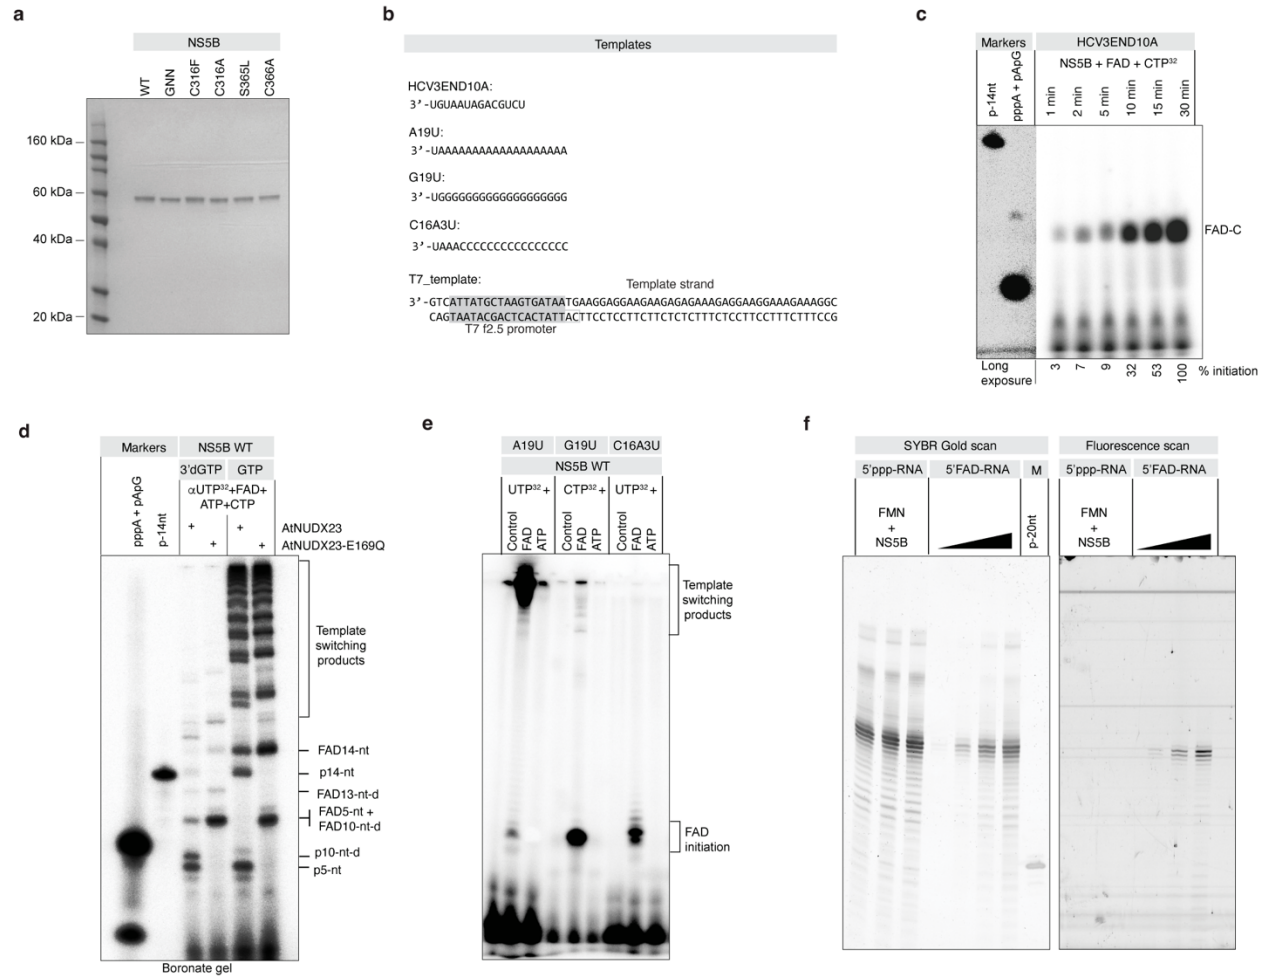 a
NS5B
WT
GNN
C316F
C316A
S365L
C366A
160 kDa
60 kDa
40 kDa
20 kDa
b
Templates
HCV3END10A:
3’-UGUAAUAGACGUCU
A19U:
3’-UAAAAAAAAAAAAAAAAAAA
G19U:
3’-UGGGGGGGGGGGGGGGGGGG
C16A3U:
3’-UAAACCCCCCCCCCCCCCCC
T7_template:
Template strand
3’-GTCATTATGCTAAGTGATAATGAAGGAGGAAGAAGAGAGAAAGAGGAAGGAAAGAAAGGC
CAGTAATACGACTCACTATTACTTCCTCCTTCTTCTCTCTTTCTCCTTCCTTTCTTTCCG
T7 f2.5 promoter
c
Markers
HCV3END10A
NS5B + FAD + CTP32
p-14nt
pppA + pApG
1 min
2 min
5 min
10 min
15 min
30 min
FAD-C
Long
exposure
3
7
9
32
53
100
% initiation
d
Markers
NS5B WT
3’dGTP
GTP
αUTP32+FAD+
ATP+CTP
pppA + pApG
p-14nt
+ + AtNUDX23
+ + AtNUDX23-E169Q
Template
switching
products
FAD14-nt
p14-nt
FAD13-nt-d
FAD5-nt +
FAD10-nt-d
p10-nt-d
p5-nt
Boronate gel
e
A19U
G19U
C16A3U
NS5B WT
UTP32 +
CTP32 +
UTP32 +
Control
FAD
ATP
Control
FAD
ATP
Control
FAD
ATP
Template
switching
products
FAD
initiation
f
SYBR Gold scan
5’ppp-RNA
5’FAD-RNA
M
FMN
+
NS5B
p-20nt
Fluorescence scan
5’ppp-RNA
5’FAD-RNA
FMN
+
NS5B